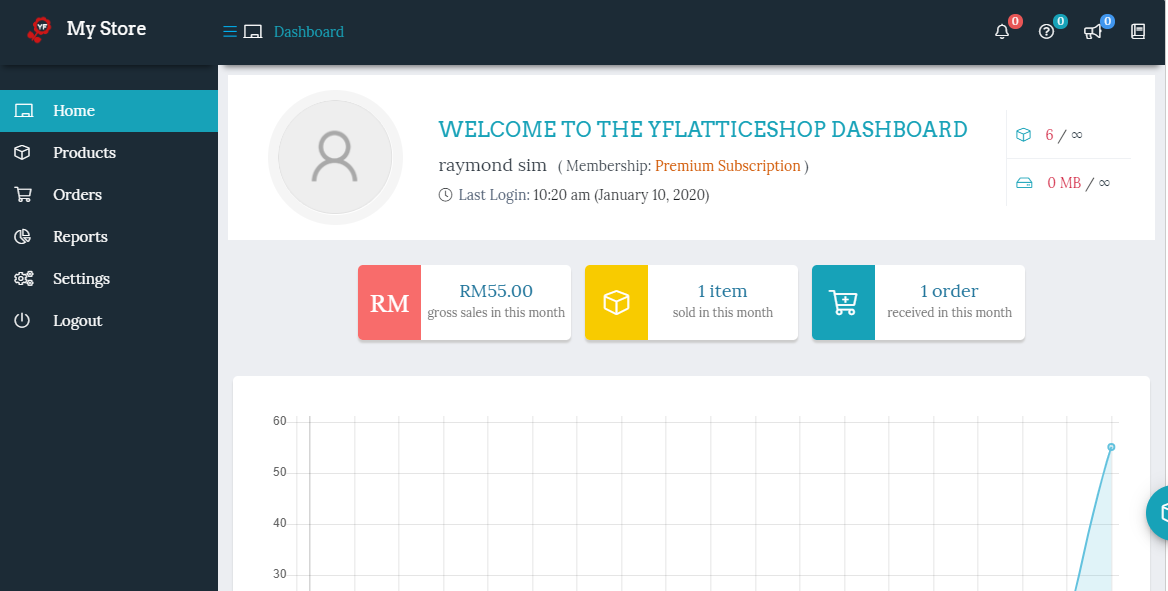 YF My Store
Dashboard
0 0 0
Home
Products
Orders
Reports
Settings
Logout
WELCOME TO THE YFLATTICESHOP DASHBOARD
raymond sim ( Membership: Premium Subscription )
Last Login: 10:20 am (January 10, 2020)
6 / ∞
0 MB / ∞
RM
RM55.00
gross sales in this month
1 item
sold in this month
1 order
received in this month
60
50
40
30